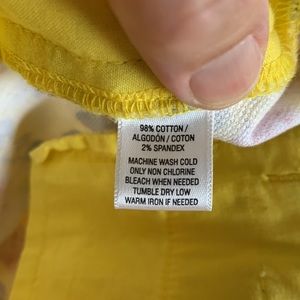 98% COTTON /
ALGODÓN / COTON
2% SPANDEX
MACHINE WASH COLD
ONLY NON CHLORINE
BLEACH WHEN NEEDED
TUMBLE DRY LOW
WARM IRON IF NEEDED